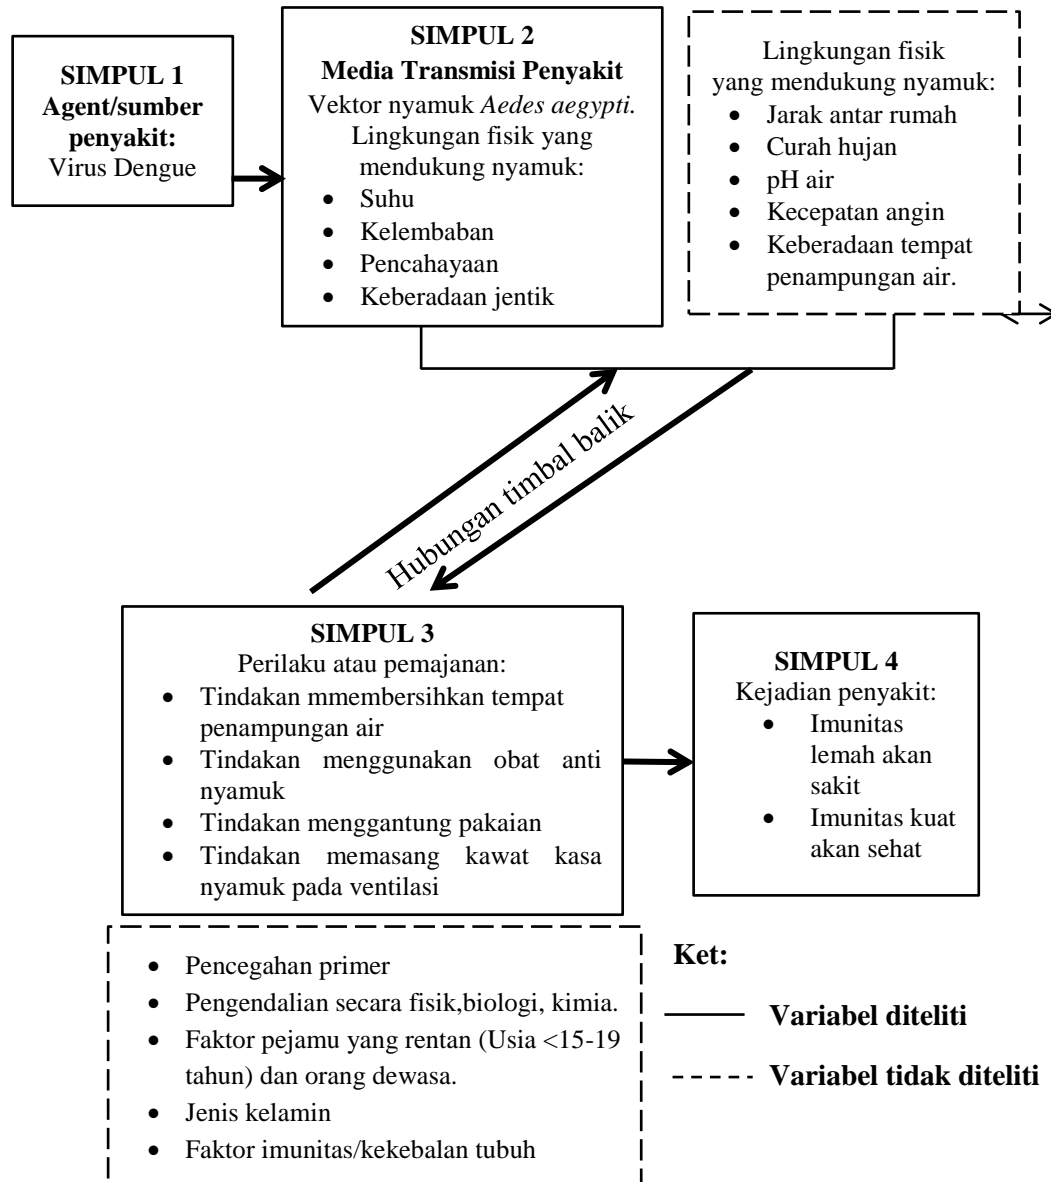 SIMPUL 1
Agent/sumber
penyakit:
Virus Dengue
SIMPUL 2
Media Transmisi Penyakit
Vektor nyamuk Aedes aegypti.
Lingkungan fisik yang
mendukung nyamuk:
• Suhu
• Kelembaban
• Pencahayaan
• Keberadaan jentik
Lingkungan fisik
yang mendukung nyamuk:
• Jarak antar rumah
• Curah hujan
• pH air
• Kecepatan angin
• Keberadaan tempat
penampungan air.
Hubungan timbal balik
SIMPUL 3
Perilaku atau pemajanan:
• Tindakan mmembersihkan tempat
penampungan air
• Tindakan menggunakan obat anti
nyamuk
• Tindakan menggantung pakaian
• Tindakan memasang kawat kasa
nyamuk pada ventilasi
SIMPUL 4
Kejadian penyakit:
• Imunitas
lemah akan
sakit
• Imunitas kuat
akan sehat
• Pencegahan primer
• Pengendalian secara fisik,biologi, kimia.
• Faktor pejamu yang rentan (Usia <15-19
tahun) dan orang dewasa.
• Jenis kelamin
• Faktor imunitas/kekebalan tubuh
Ket:
Variabel diteliti
Variabel tidak diteliti